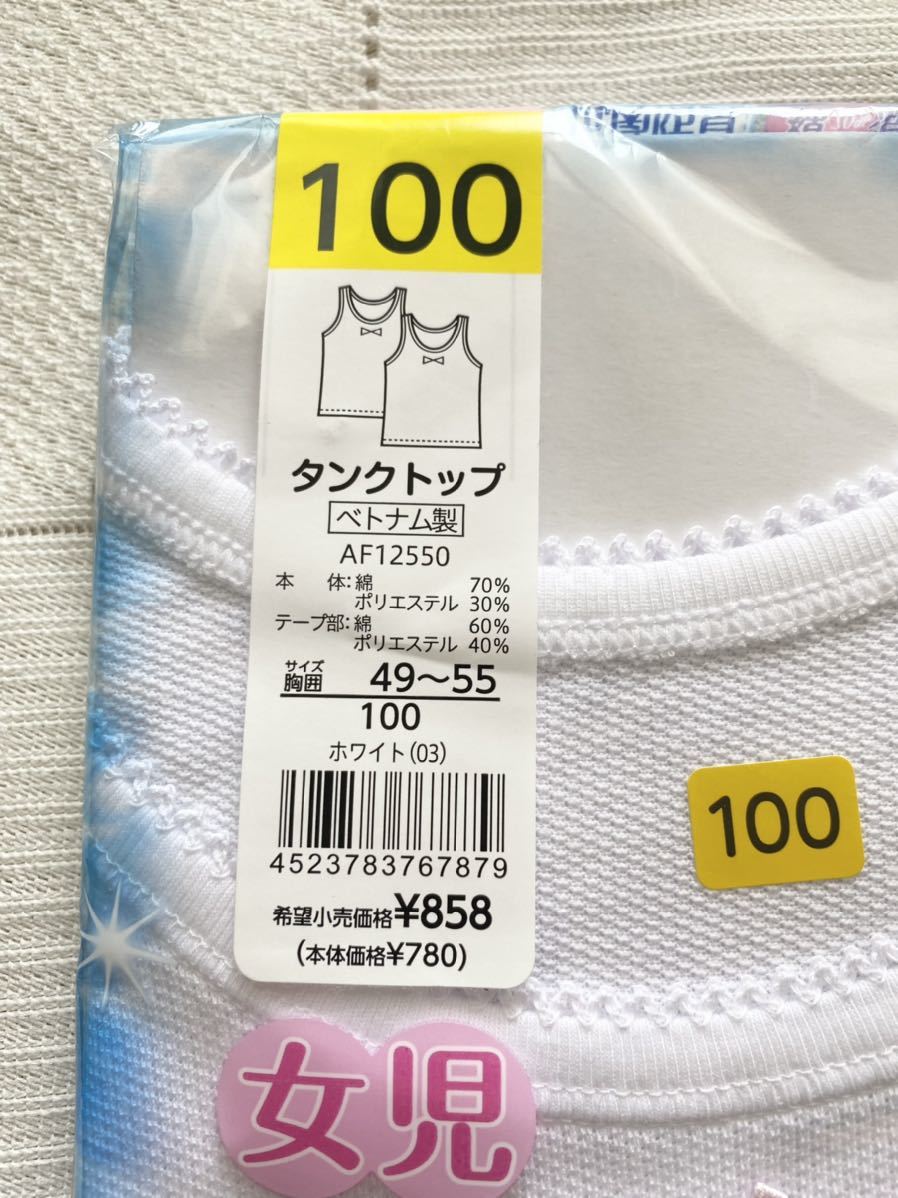 100
タンクトップ
ベトナム製
AF12550
本 体:綿 70%
ポリエステル 30%
テープ部:綿 60%
ポリエステル 40%
サイズ
胸囲 49〜55
100
ホワイト(03)
4523783767879
希望小売価格¥858
(本体価格¥780)
100
女児